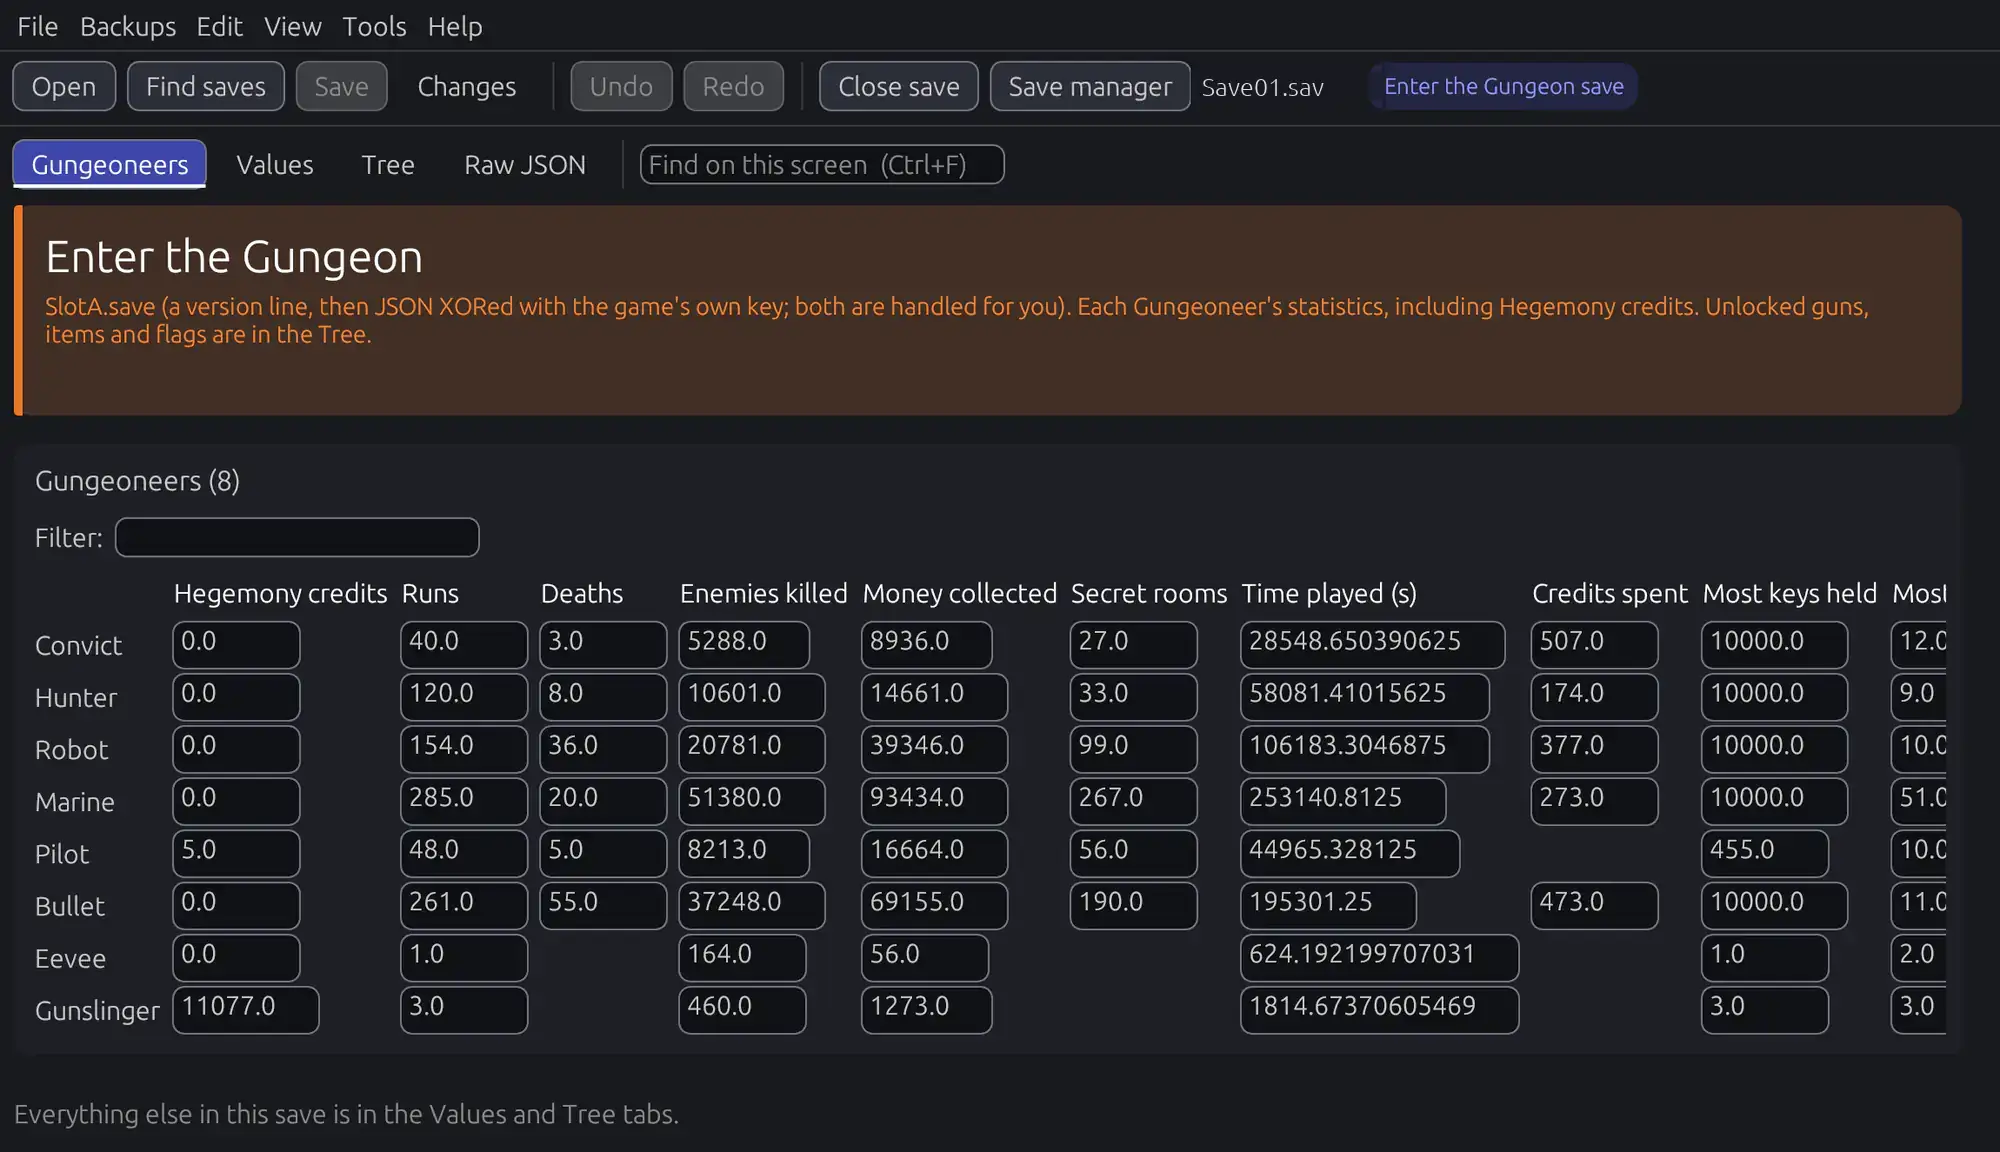 File Backups Edit View Tools Help
Open Find saves Save Changes Undo Redo Close save Save manager Save01.sav Enter the Gungeon save
Gungeoneers Values Tree Raw JSON Find on this screen (Ctrl+F)
Enter the Gungeon
SlotA.save (a version line, then JSON XORed with the game's own key; both are handled for you). Each Gungeoneer's statistics, including Hegemony credits. Unlocked guns,
items and flags are in the Tree.
Gungeoneers (8)
Filter:
Hegemony credits Runs Deaths Enemies killed Money collected Secret rooms Time played (s) Credits spent Most keys held Most
Convict 0.0 40.0 3.0 5288.0 8936.0 27.0 28548.650390625 507.0 10000.0 12.0
Hunter 0.0 120.0 8.0 10601.0 14661.0 33.0 58081.41015625 174.0 10000.0 9.0
Robot 0.0 154.0 36.0 20781.0 39346.0 99.0 106183.3046875 377.0 10000.0 10.0
Marine 0.0 285.0 20.0 51380.0 93434.0 267.0 253140.8125 273.0 10000.0 51.0
Pilot 5.0 48.0 5.0 8213.0 16664.0 56.0 44965.328125 455.0 10.0
Bullet 0.0 261.0 55.0 37248.0 69155.0 190.0 195301.25 473.0 10000.0 11.0
Eevee 0.0 1.0 164.0 56.0 624.192199707031 1.0 2.0
Gunslinger 11077.0 3.0 460.0 1273.0 1814.67370605469 3.0 3.0
Everything else in this save is in the Values and Tree tabs.